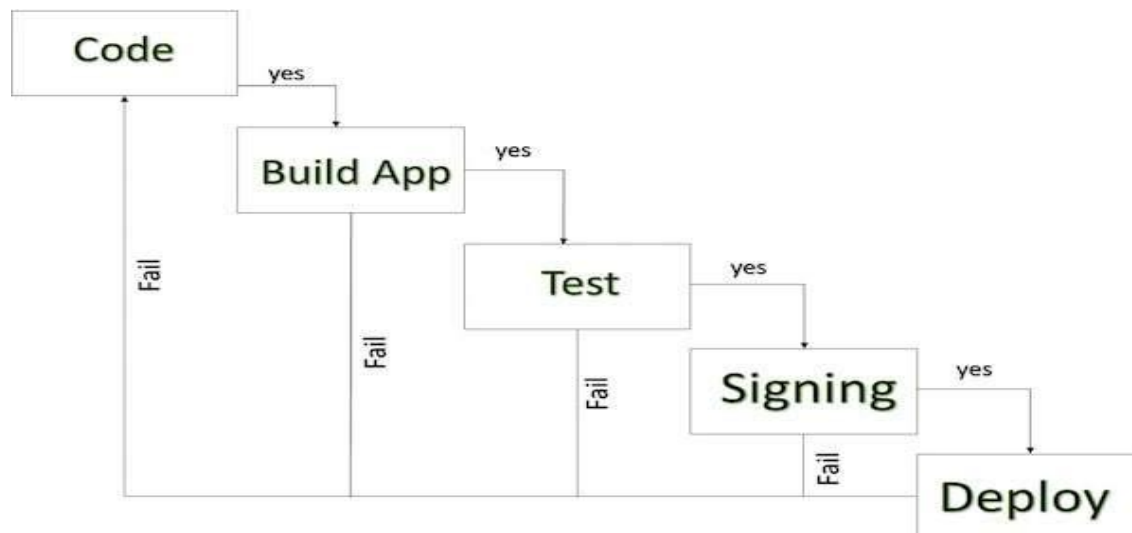 Code
yes
Build App
yes
Test
yes
Signing
yes
Deploy
Fail
Fail
Fail
Fail